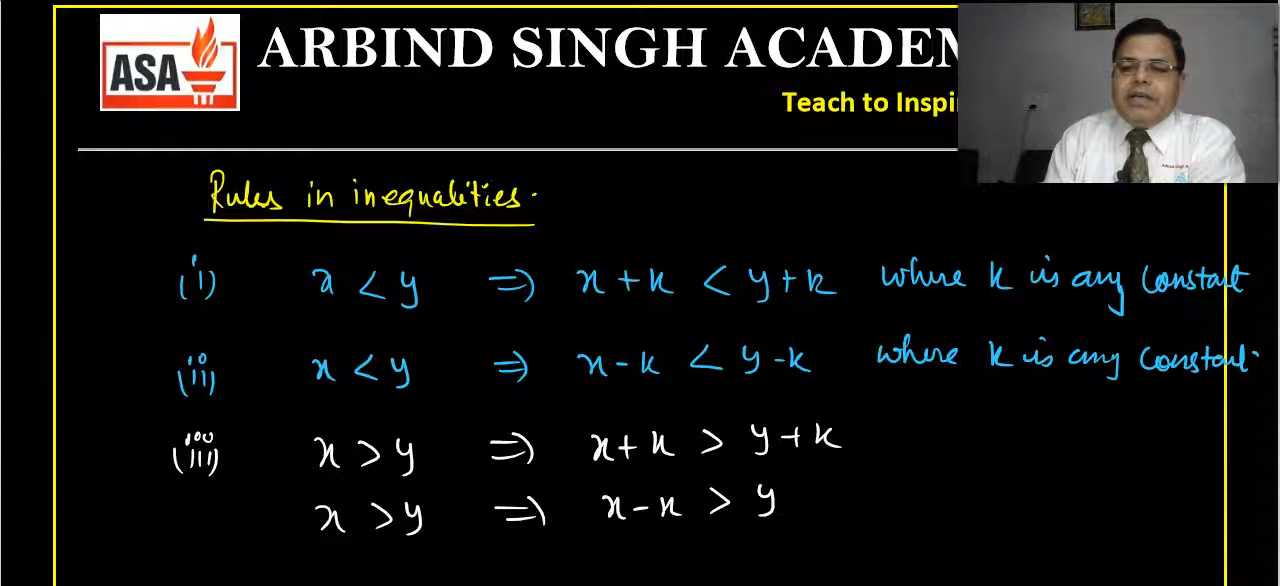 ASA
ARBIND SINGH ACADEM
Teach to Inspi
Rules in inequalities.
(i) x < y ⇒ x + k < y + k where k is any constant
(ii) x < y ⇒ x - k < y - k where k is any constant.
(iii) x > y ⇒ x + k > y + k
x > y ⇒ x - k > y